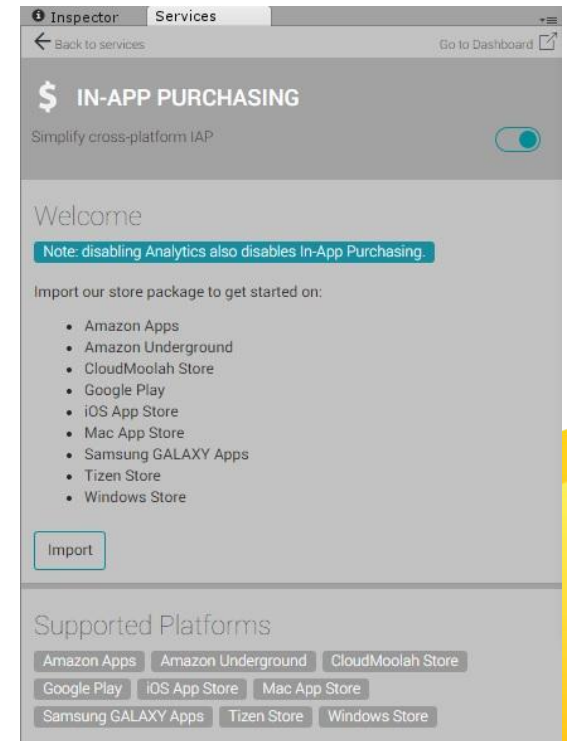 Inspector Services
Back to services Go to Dashboard
$ IN-APP PURCHASING
Simplify cross-platform IAP
Welcome
Note: disabling Analytics also disables In-App Purchasing.
Import our store package to get started on:
• Amazon Apps
• Amazon Underground
• CloudMoolah Store
• Google Play
• iOS App Store
• Mac App Store
• Samsung GALAXY Apps
• Tizen Store
• Windows Store
Import
Supported Platforms
Amazon Apps Amazon Underground CloudMoolah Store
Google Play iOS App Store Mac App Store
Samsung GALAXY Apps Tizen Store Windows Store